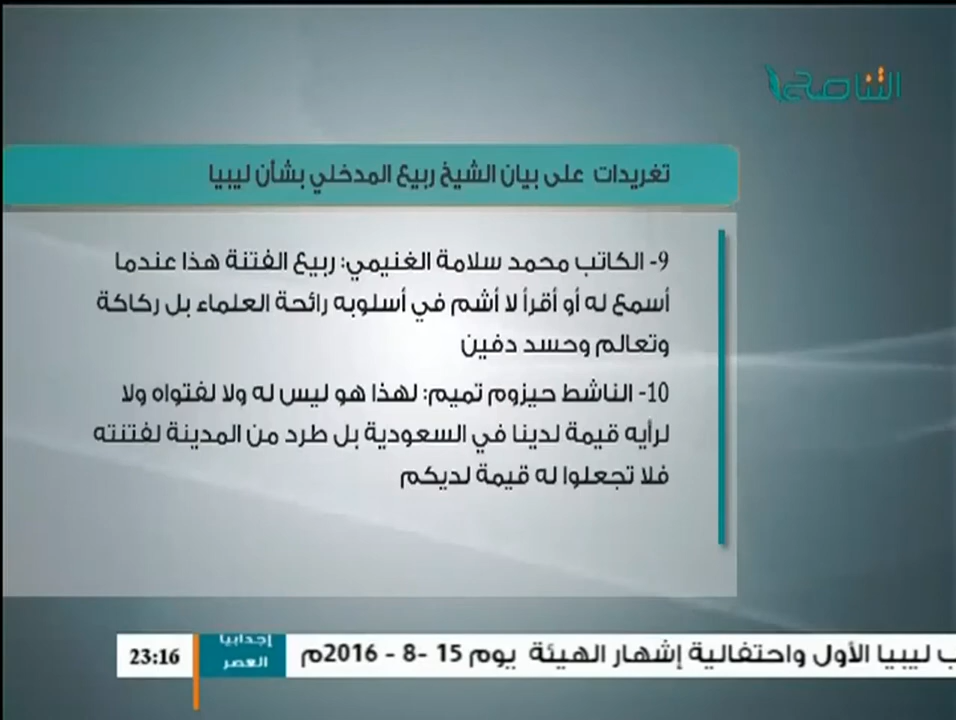 التناصح
تغريدات على بيان الشيخ ربيع المدخلي بشأن ليبيا
9- الكاتب محمد سلامة الغنيمي: ربيع الفتنة هذا عندما
أسمع له أو أقرأ لا أشم في أسلوبه رائحة العلماء بل ركاكة
وتعالم وحسد دفين
10- الناشط حيزوم تميم: لهذا هو ليس له ولا لفتواه ولا
لرأيه قيمة لدينا في السعودية بل طرد من المدينة لفتنته
فلا تجعلوا له قيمة لديكم
ب ليبيا الأول واحتفالية إشهار الهيئة يوم 15 -8 - 2016م
إجدابيا
العصر
23:16